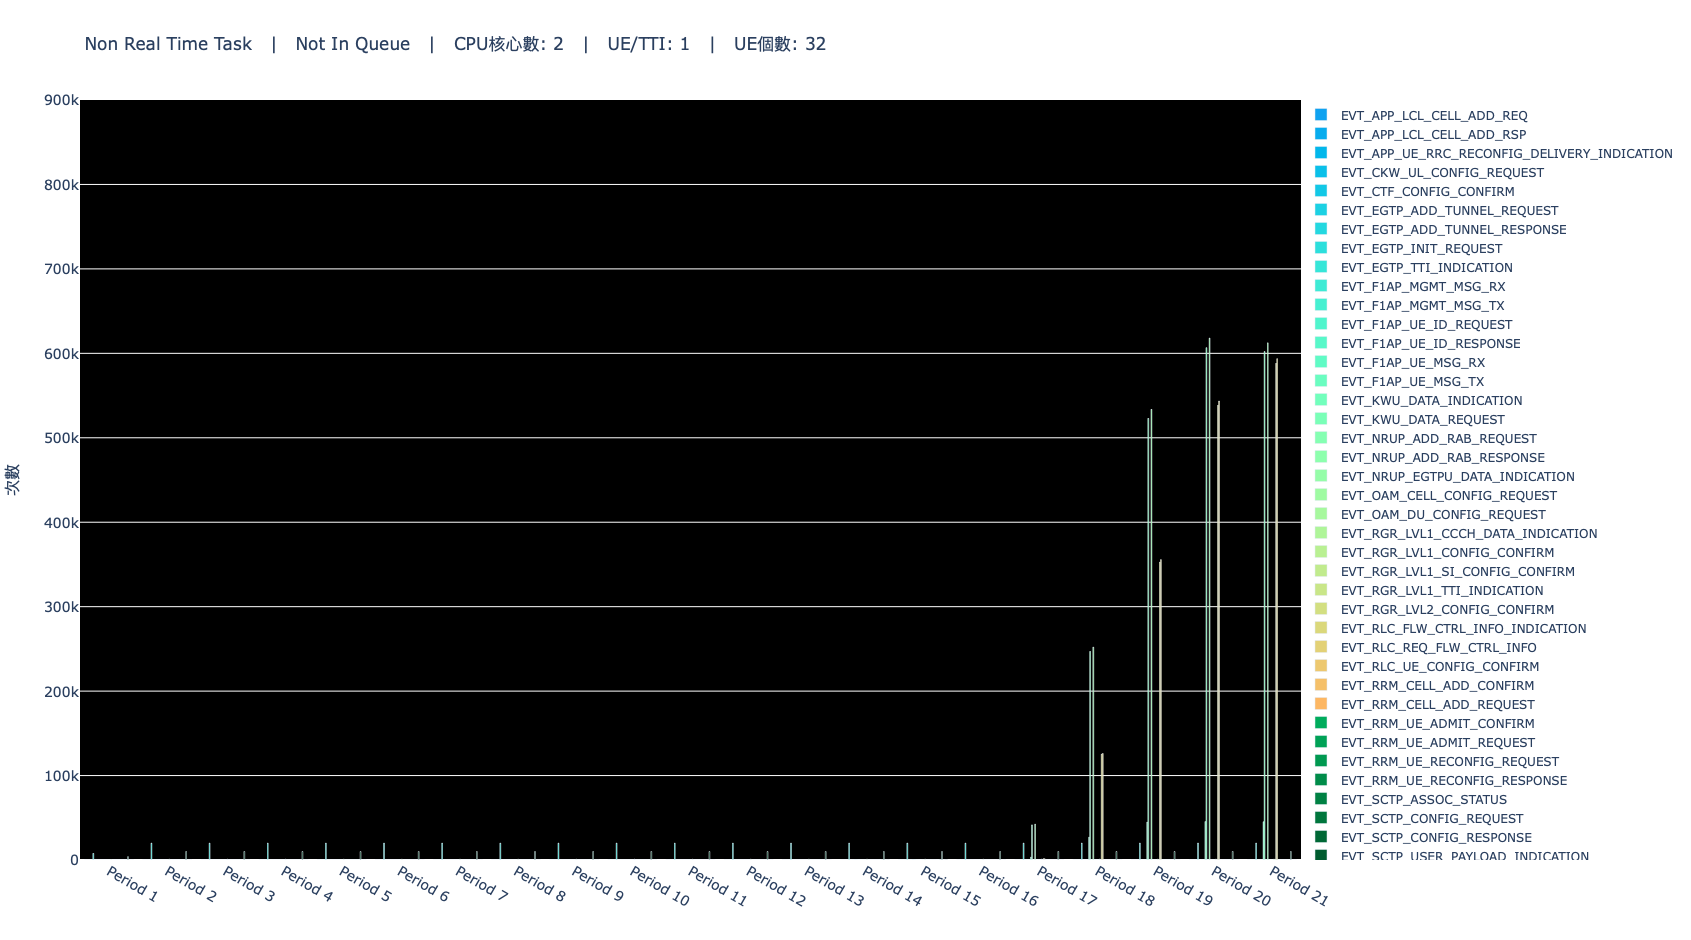 Non Real Time Task | Not In Queue | CPU核心數: 2 | UE/TTI: 1 | UE個數: 32
900k
800k
700k
600k
500k
400k
300k
200k
100k
0
次數
Period 1
Period 2
Period 3
Period 4
Period 5
Period 6
Period 7
Period 8
Period 9
Period 10
Period 11
Period 12
Period 13
Period 14
Period 15
Period 16
Period 17
Period 18
Period 19
Period 20
Period 21
EVT_APP_LCL_CELL_ADD_REQ
EVT_APP_LCL_CELL_ADD_RSP
EVT_APP_UE_RRC_RECONFIG_DELIVERY_INDICATION
EVT_CKW_UL_CONFIG_REQUEST
EVT_CTF_CONFIG_CONFIRM
EVT_EGTP_ADD_TUNNEL_REQUEST
EVT_EGTP_ADD_TUNNEL_RESPONSE
EVT_EGTP_INIT_REQUEST
EVT_EGTP_TTI_INDICATION
EVT_F1AP_MGMT_MSG_RX
EVT_F1AP_MGMT_MSG_TX
EVT_F1AP_UE_ID_REQUEST
EVT_F1AP_UE_ID_RESPONSE
EVT_F1AP_UE_MSG_RX
EVT_F1AP_UE_MSG_TX
EVT_KWU_DATA_INDICATION
EVT_KWU_DATA_REQUEST
EVT_NRUP_ADD_RAB_REQUEST
EVT_NRUP_ADD_RAB_RESPONSE
EVT_NRUP_EGTPU_DATA_INDICATION
EVT_OAM_CELL_CONFIG_REQUEST
EVT_OAM_DU_CONFIG_REQUEST
EVT_RGR_LVL1_CCCH_DATA_INDICATION
EVT_RGR_LVL1_CONFIG_CONFIRM
EVT_RGR_LVL1_SI_CONFIG_CONFIRM
EVT_RGR_LVL1_TTI_INDICATION
EVT_RGR_LVL2_CONFIG_CONFIRM
EVT_RLC_FLW_CTRL_INFO_INDICATION
EVT_RLC_REQ_FLW_CTRL_INFO
EVT_RLC_UE_CONFIG_CONFIRM
EVT_RRM_CELL_ADD_CONFIRM
EVT_RRM_CELL_ADD_REQUEST
EVT_RRM_UE_ADMIT_CONFIRM
EVT_RRM_UE_ADMIT_REQUEST
EVT_RRM_UE_RECONFIG_REQUEST
EVT_RRM_UE_RECONFIG_RESPONSE
EVT_SCTP_ASSOC_STATUS
EVT_SCTP_CONFIG_REQUEST
EVT_SCTP_CONFIG_RESPONSE
EVT_SCTP_USER_PAYLOAD_INDICATION